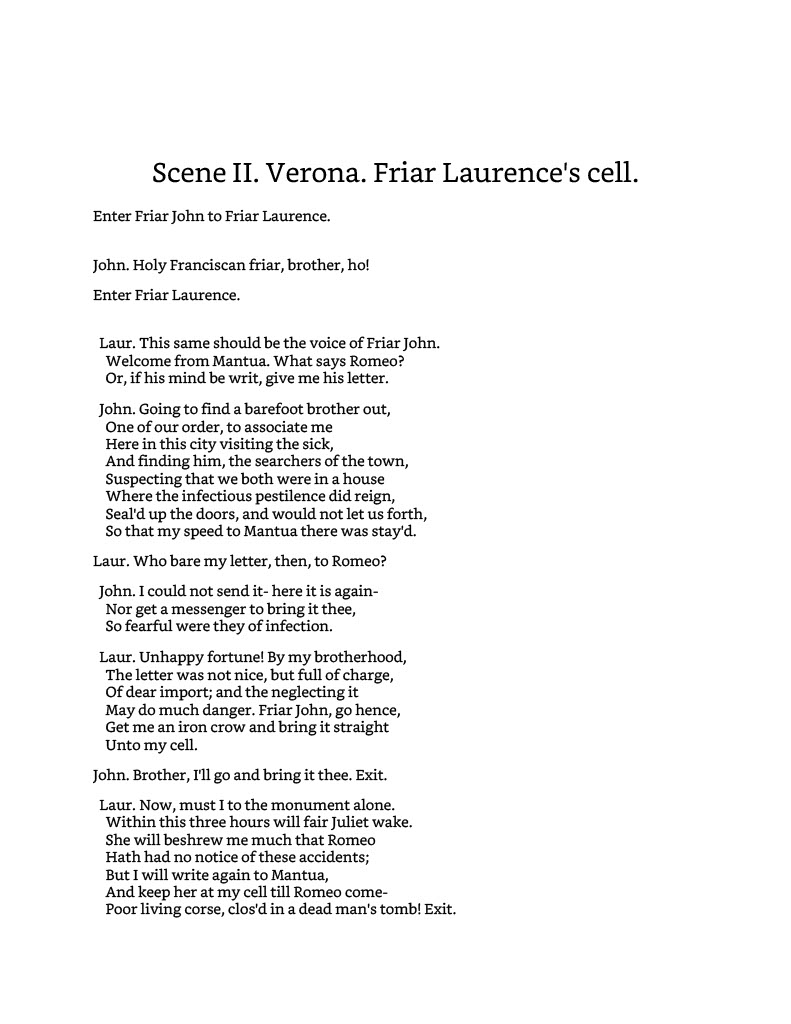 Scene II. Verona. Friar Laurence's cell.
Enter Friar John to Friar Laurence.
John. Holy Franciscan friar, brother, ho!
Enter Friar Laurence.
Laur. This same should be the voice of Friar John.
Welcome from Mantua. What says Romeo?
Or, if his mind be writ, give me his letter.
John. Going to find a barefoot brother out,
One of our order, to associate me
Here in this city visiting the sick,
And finding him, the searchers of the town,
Suspecting that we both were in a house
Where the infectious pestilence did reign,
Seal'd up the doors, and would not let us forth,
So that my speed to Mantua there was stay'd.
Laur. Who bare my letter, then, to Romeo?
John. I could not send it- here it is again-
Nor get a messenger to bring it thee,
So fearful were they of infection.
Laur. Unhappy fortune! By my brotherhood,
The letter was not nice, but full of charge,
Of dear import; and the neglecting it
May do much danger. Friar John, go hence,
Get me an iron crow and bring it straight
Unto my cell.
John. Brother, I'll go and bring it thee. Exit.
Laur. Now, must I to the monument alone.
Within this three hours will fair Juliet wake.
She will beshrew me much that Romeo
Hath had no notice of these accidents;
But I will write again to Mantua,
And keep her at my cell till Romeo come-
Poor living corse, clos'd in a dead man's tomb! Exit.